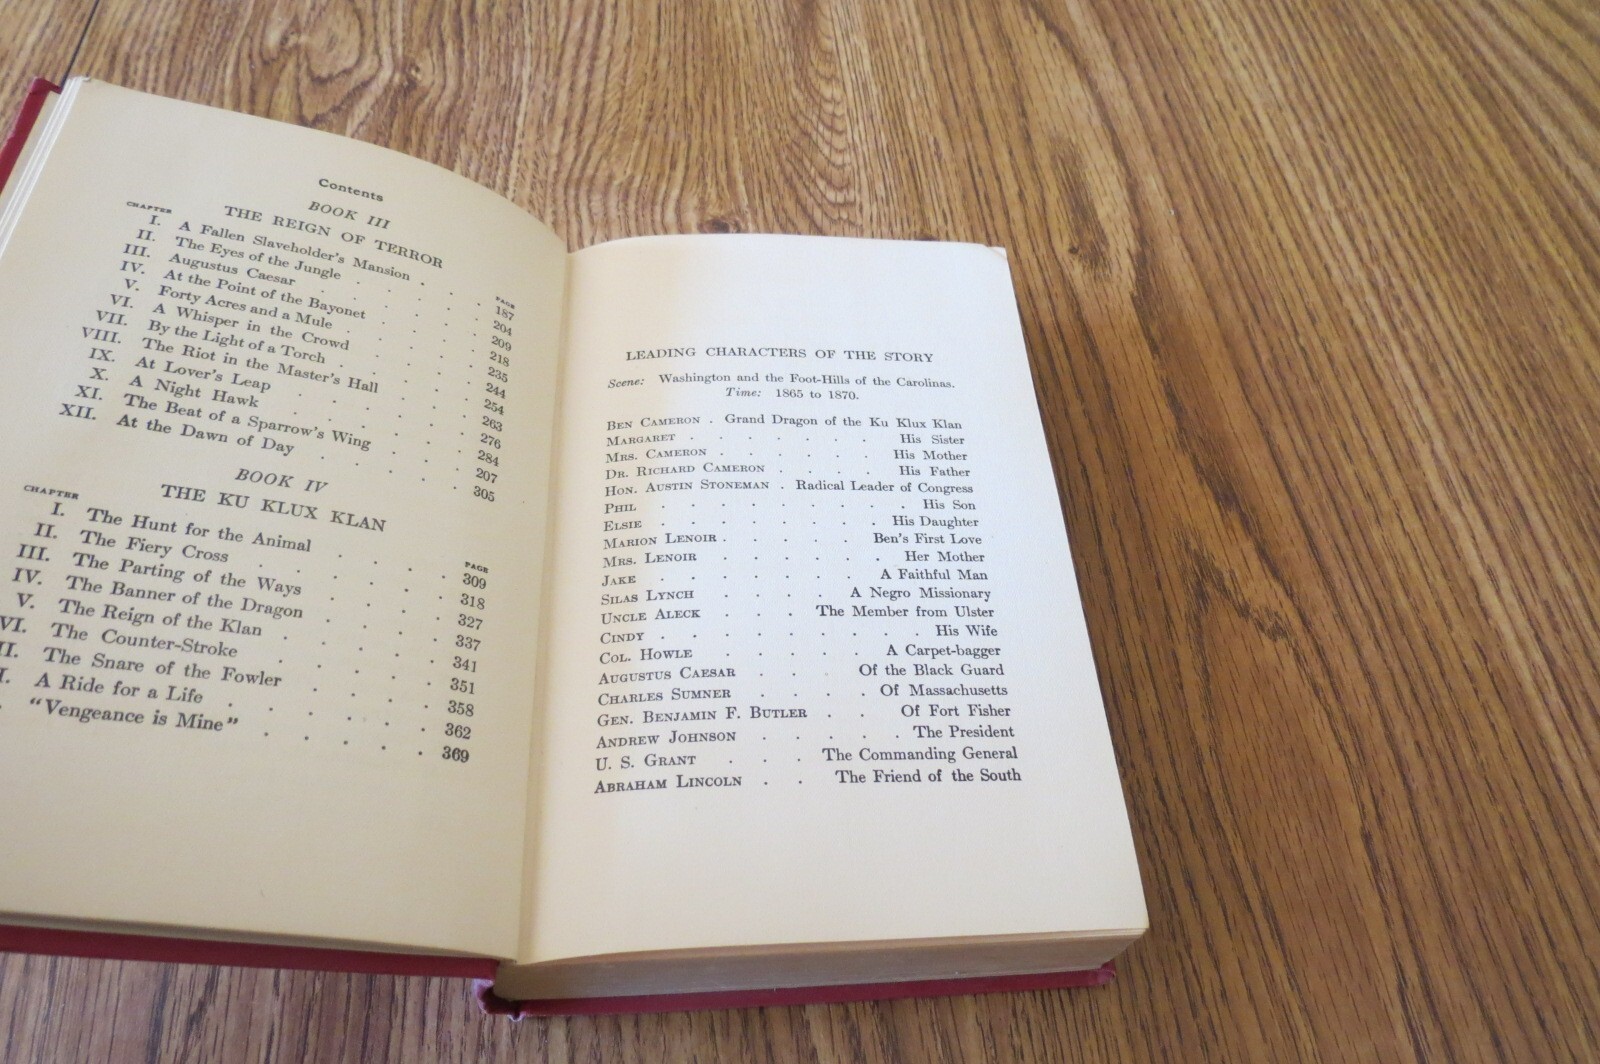 Contents
BOOK III
THE REIGN OF TERROR
CHAPTER PAGE
I. A Fallen Slaveholder's Mansion . . . 187
II. The Eyes of the Jungle . . . . 204
III. Augustus Caesar . . . . . 209
IV. At the Point of the Bayonet . . . . 218
V. Forty Acres and a Mule . . . . 235
VI. A Whisper in the Crowd . . . . 244
VII. By the Light of a Torch . . . . 254
VIII. The Riot in the Master's Hall . . . 263
IX. At Lover's Leap . . . . . 276
X. A Night Hawk . . . . . 284
XI. The Beat of a Sparrow's Wing . . . 297
XII. At the Dawn of Day . . . . . 305
BOOK IV
THE KU KLUX KLAN
CHAPTER PAGE
I. The Hunt for the Animal . . . . 309
II. The Fiery Cross . . . . . 318
III. The Parting of the Ways . . . . 327
IV. The Banner of the Dragon . . . . 337
V. The Reign of the Klan . . . . . 341
VI. The Counter-Stroke . . . . . 351
II. The Snare of the Fowler . . . . 358
I. A Ride for a Life . . . . . . 362
"Vengeance is Mine" . . . . . 369
LEADING CHARACTERS OF THE STORY
Scene: Washington and the Foot-Hills of the Carolinas.
Time: 1865 to 1870.
BEN CAMERON . Grand Dragon of the Ku Klux Klan
MARGARET . . . . . . . His Sister
MRS. CAMERON . . . . . . His Mother
DR. RICHARD CAMERON . . . . His Father
HON. AUSTIN STONEMAN . Radical Leader of Congress
PHIL . . . . . . . . . His Son
ELSIE . . . . . . . . His Daughter
MARION LENOIR . . . . . Ben's First Love
MRS. LENOIR . . . . . . Her Mother
JAKE . . . . . . . A Faithful Man
SILAS LYNCH . . . . A Negro Missionary
UNCLE ALECK . . . The Member from Ulster
CINDY . . . . . . . . . His Wife
COL. HOWLE . . . . . A Carpet-bagger
AUGUSTUS CAESAR . . . Of the Black Guard
CHARLES SUMNER . . . . Of Massachusetts
GEN. BENJAMIN F. BUTLER . . Of Fort Fisher
ANDREW JOHNSON . . . . . The President
U. S. GRANT . . . The Commanding General
ABRAHAM LINCOLN . . The Friend of the South